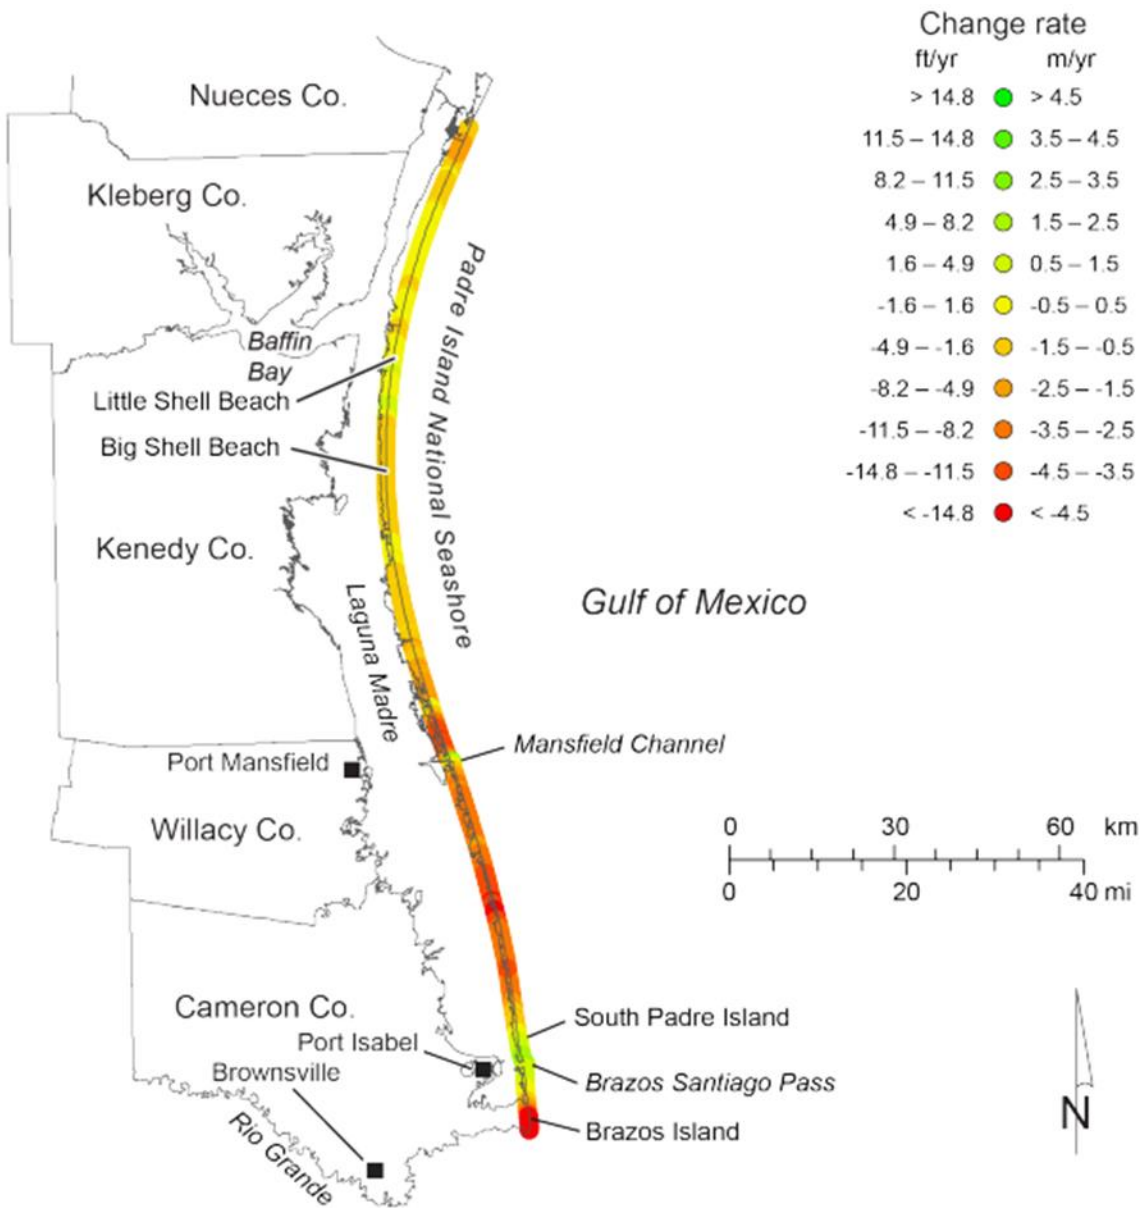 Change rate
ft/yr m/yr
> 14.8 > 4.5
11.5 – 14.8 3.5 – 4.5
8.2 – 11.5 2.5 – 3.5
4.9 – 8.2 1.5 – 2.5
1.6 – 4.9 0.5 – 1.5
-1.6 – 1.6 -0.5 – 0.5
-4.9 – -1.6 -1.5 – -0.5
-8.2 – -4.9 -2.5 – -1.5
-11.5 – -8.2 -3.5 – -2.5
-14.8 – -11.5 -4.5 – -3.5
< -14.8 < -4.5
Nueces Co.
Kleberg Co.
Padre Island National Seashore
Baffin
Bay
Little Shell Beach
Big Shell Beach
Kenedy Co.
Laguna Madre
Gulf of Mexico
Mansfield Channel
Port Mansfield
Willacy Co.
0 30 60 km
0 20 40 mi
Cameron Co.
South Padre Island
Port Isabel
Brownsville
Brazos Santiago Pass
Brazos Island
Rio Grande
N